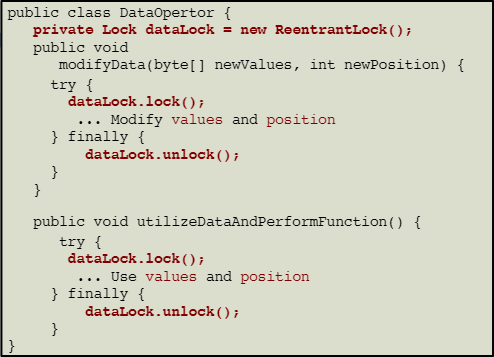 public class DataOpertor {
private Lock dataLock = new ReentrantLock();
public void
modifyData(byte[] newValues, int newPosition) {
try {
dataLock.lock();
... Modify values and position
} finally {
dataLock.unlock();
}
}
public void utilizeDataAndPerformFunction() {
try {
dataLock.lock();
... Use values and position
} finally {
dataLock.unlock();
}
}